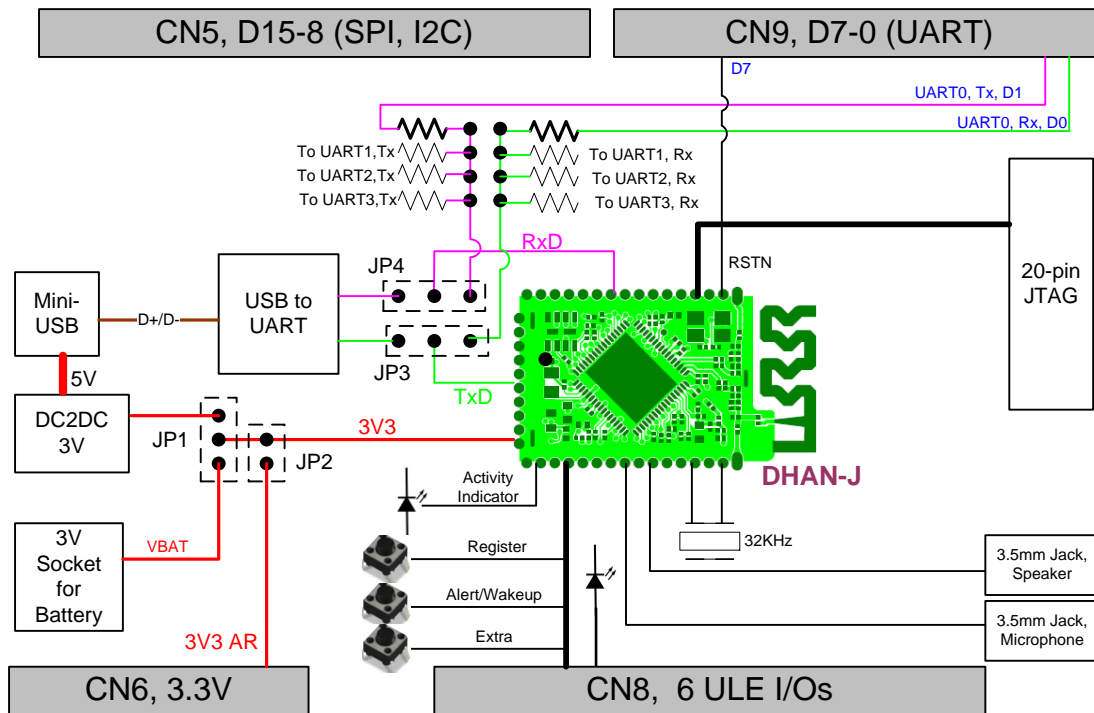 CN5, D15-8 (SPI, I2C)
CN9, D7-0 (UART)
D7
UART0, Tx, D1
UART0, Rx, D0
To UART1,Tx
To UART2,Tx
To UART3,Tx
To UART1, Rx
To UART2, Rx
To UART3, Rx
RxD
RSTN
20-pin
JTAG
JP4
Mini-
USB
D+/D-
USB to
UART
JP3
TxD
5V
DC2DC
3V
JP1
3V3
JP2
DHAN-J
Activity
Indicator
3V
Socket
for
Battery
VBAT
Register
32KHz
3.5mm Jack,
Speaker
Alert/Wakeup
Extra
3.5mm Jack,
Microphone
3V3 AR
CN6, 3.3V
CN8, 6 ULE I/Os